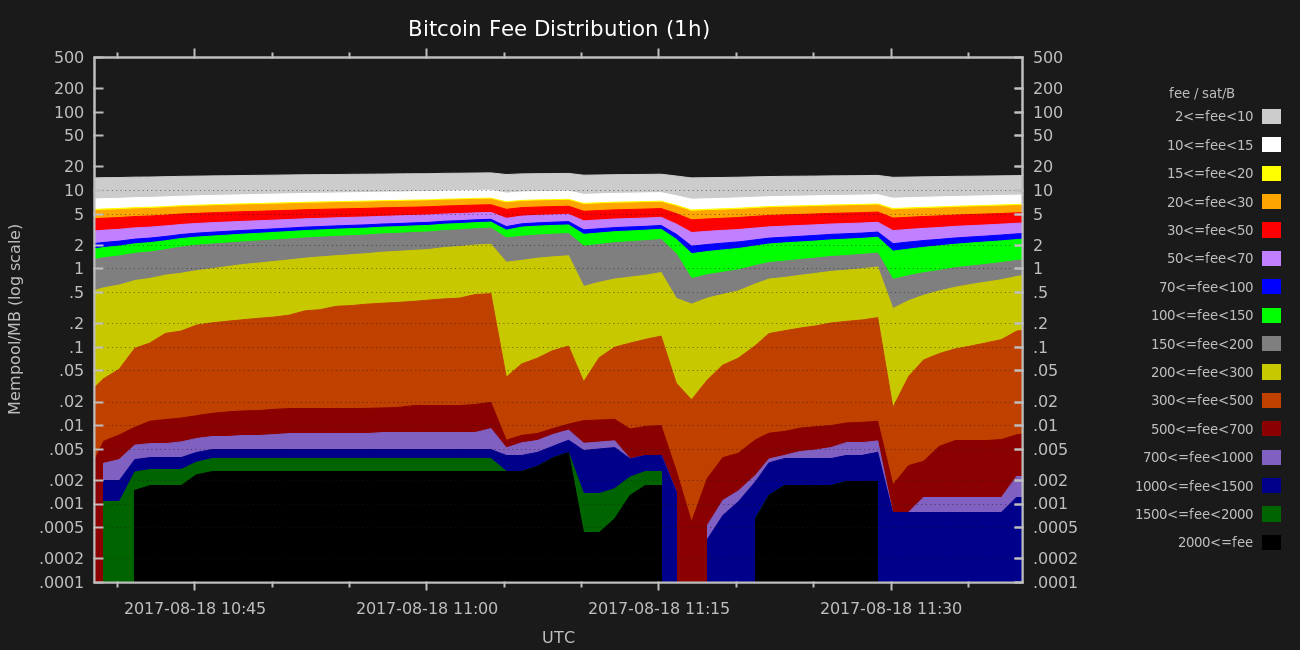 Bitcoin Fee Distribution (1h)
500
200
100
50
20
10
5
2
1
.5
.2
.1
.05
.02
.01
.005
.002
.001
.0005
.0002
.0001
Mempool/MB (log scale)
500
200
100
50
20
10
5
2
1
.5
.2
.1
.05
.02
.01
.005
.002
.001
.0005
.0002
.0001
2017-08-18 10:45
2017-08-18 11:00
2017-08-18 11:15
2017-08-18 11:30
UTC
fee / sat/B
2<=fee<10
10<=fee<15
15<=fee<20
20<=fee<30
30<=fee<50
50<=fee<70
70<=fee<100
100<=fee<150
150<=fee<200
200<=fee<300
300<=fee<500
500<=fee<700
700<=fee<1000
1000<=fee<1500
1500<=fee<2000
2000<=fee